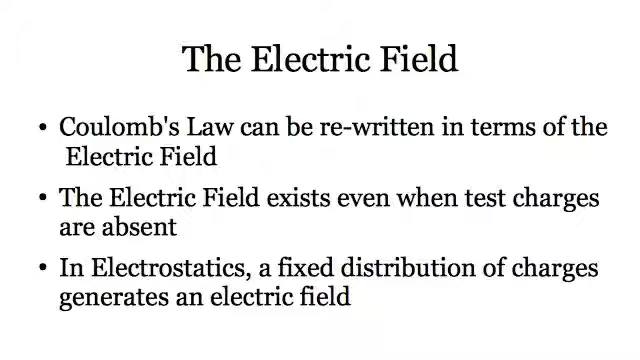 The Electric Field
• Coulomb's Law can be re-written in terms of the
Electric Field
• The Electric Field exists even when test charges
are absent
• In Electrostatics, a fixed distribution of charges
generates an electric field